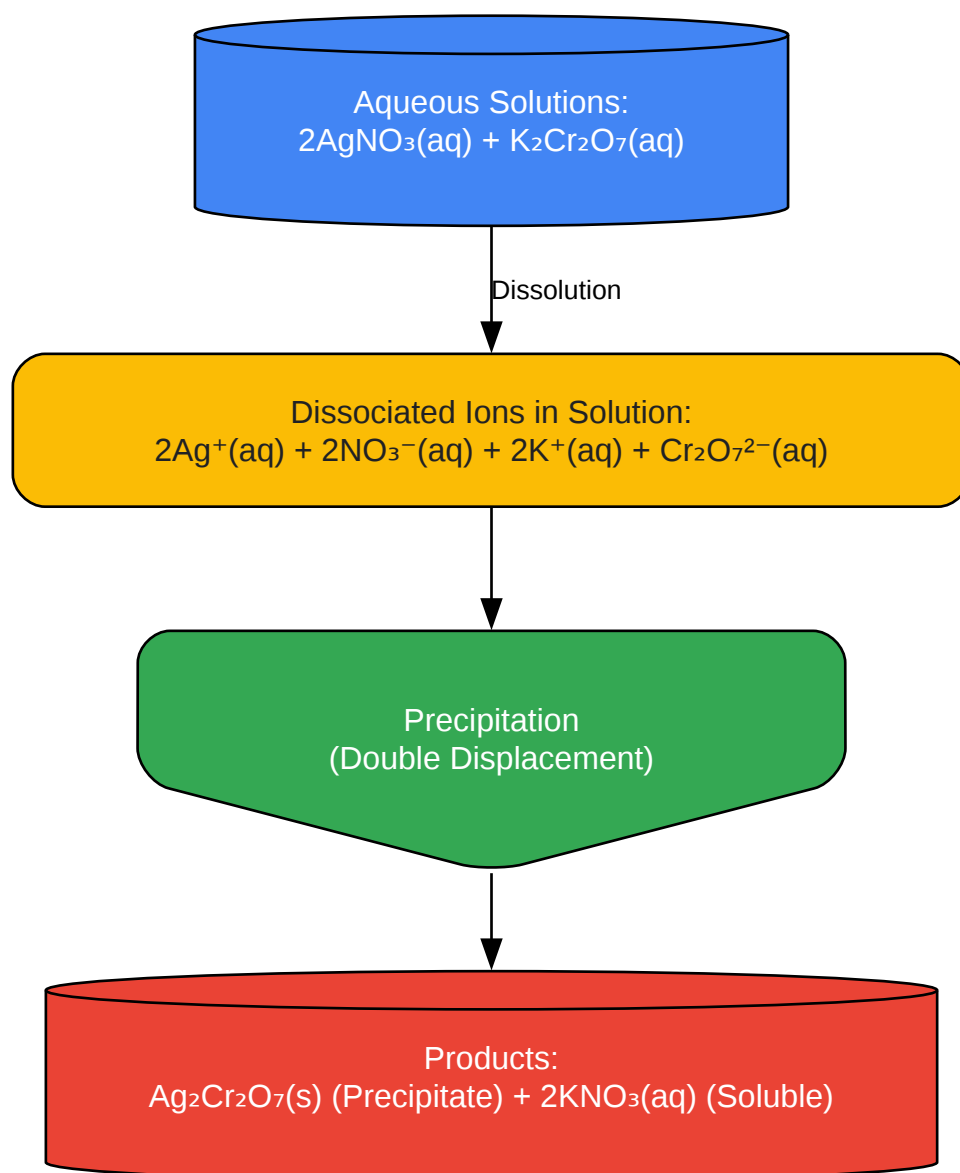 Aqueous Solutions:
2AgNO₃(aq) + K₂Cr₂O₇(aq)
Dissolution
Dissociated Ions in Solution:
2Ag⁺(aq) + 2NO₃⁻(aq) + 2K⁺(aq) + Cr₂O₇²⁻(aq)
Precipitation
(Double Displacement)
Products:
Ag₂Cr₂O₇(s) (Precipitate) + 2KNO₃(aq) (Soluble)